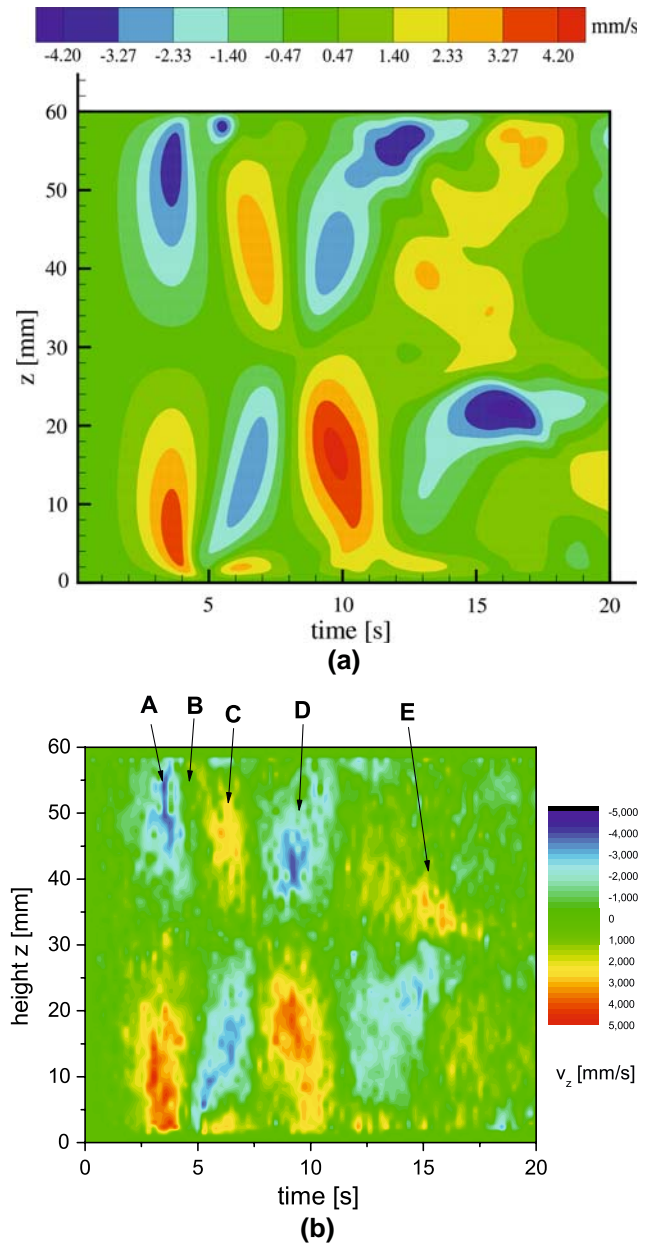 mm/s
-4.20 -3.27 -2.33 -1.40 -0.47 0.47 1.40 2.33 3.27 4.20
60
50
40
30
20
10
0
z [mm]
5 10 15 20
time [s]
(a)
A B C D E
60
50
40
30
20
10
0
height z [mm]
0 5 10 15 20
time [s]
-5,000
-4,000
-3,000
-2,000
-1,000
0
1,000
2,000
3,000
4,000
5,000
v_z [mm/s]
(b)